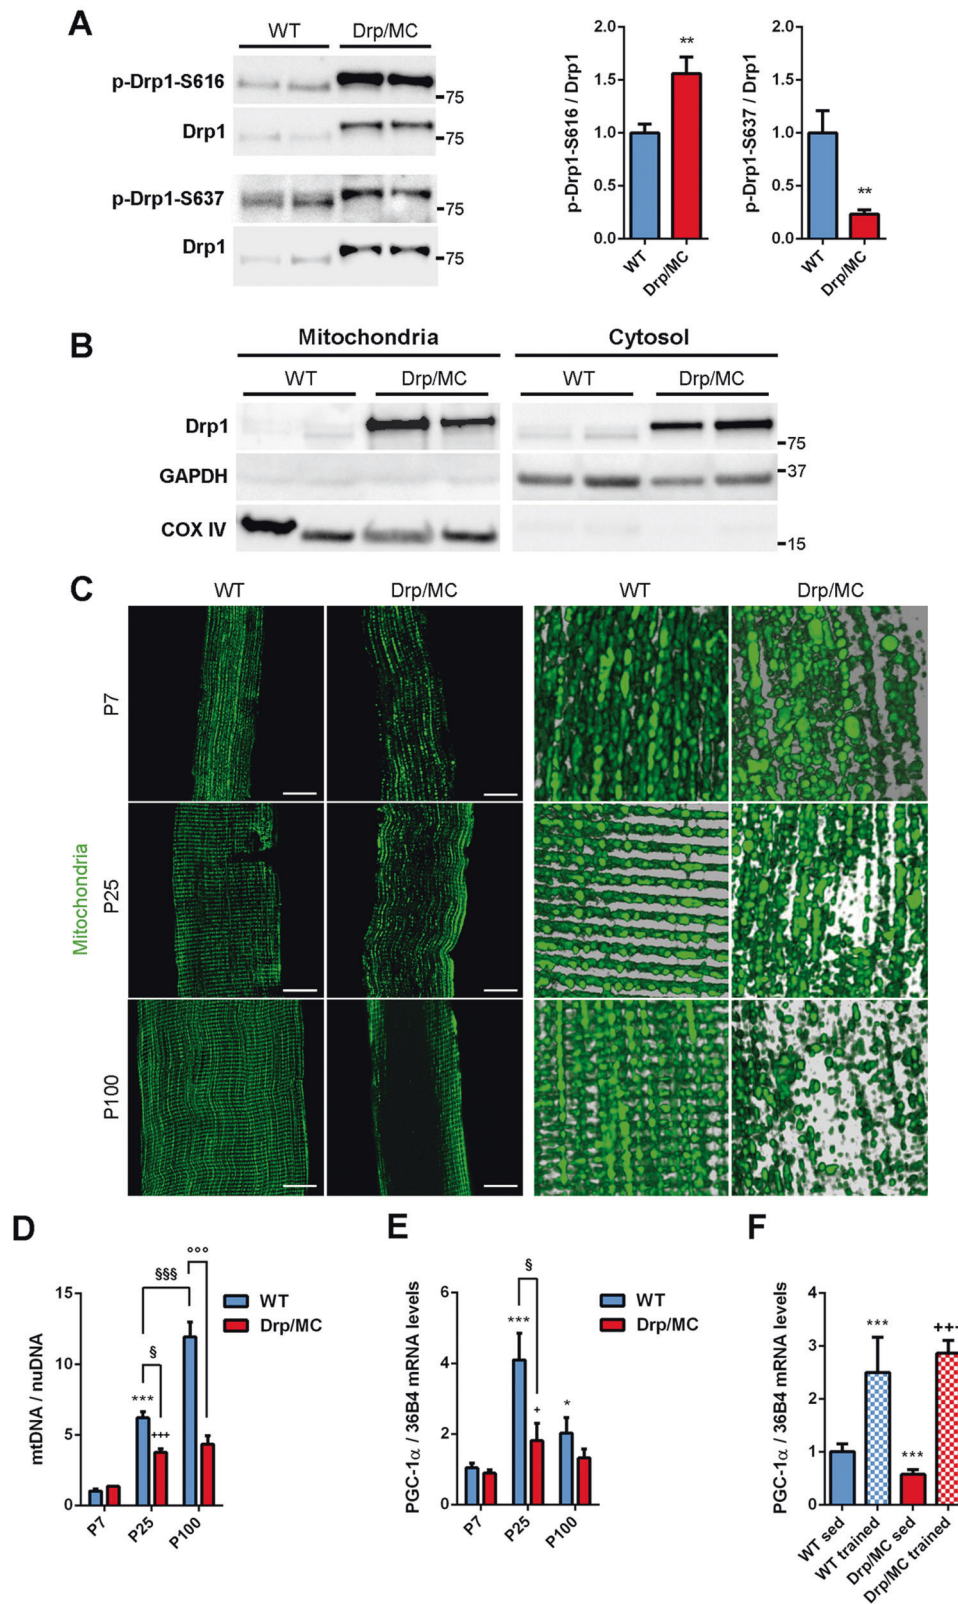 A
WT
Drp/MC
p-Drp1-S616
75
Drp1
75
p-Drp1-S637
75
Drp1
75
p-Drp1-S616 / Drp1
2.0
1.5
1.0
0.5
0.0
**
WT
Drp/MC
p-Drp1-S637 / Drp1
2.0
1.5
1.0
0.5
0.0
**
WT
Drp/MC
B
Mitochondria
Cytosol
WT
Drp/MC
WT
Drp/MC
Drp1
75
GAPDH
37
COX IV
15
C
WT
Drp/MC
WT
Drp/MC
Mitochondria
P7
P25
P100
D
mtDNA / nuDNA
15
10
5
0
***
§
+++
§§§
°°°
WT
Drp/MC
P7
P25
P100
E
PGC-1α / 36B4 mRNA levels
6
4
2
0
***
§
+
*
WT
Drp/MC
P7
P25
P100
F
PGC-1α / 36B4 mRNA levels
4
3
2
1
0
***
***
WT sed
WT trained
Drp/MC sed
Drp/MC trained